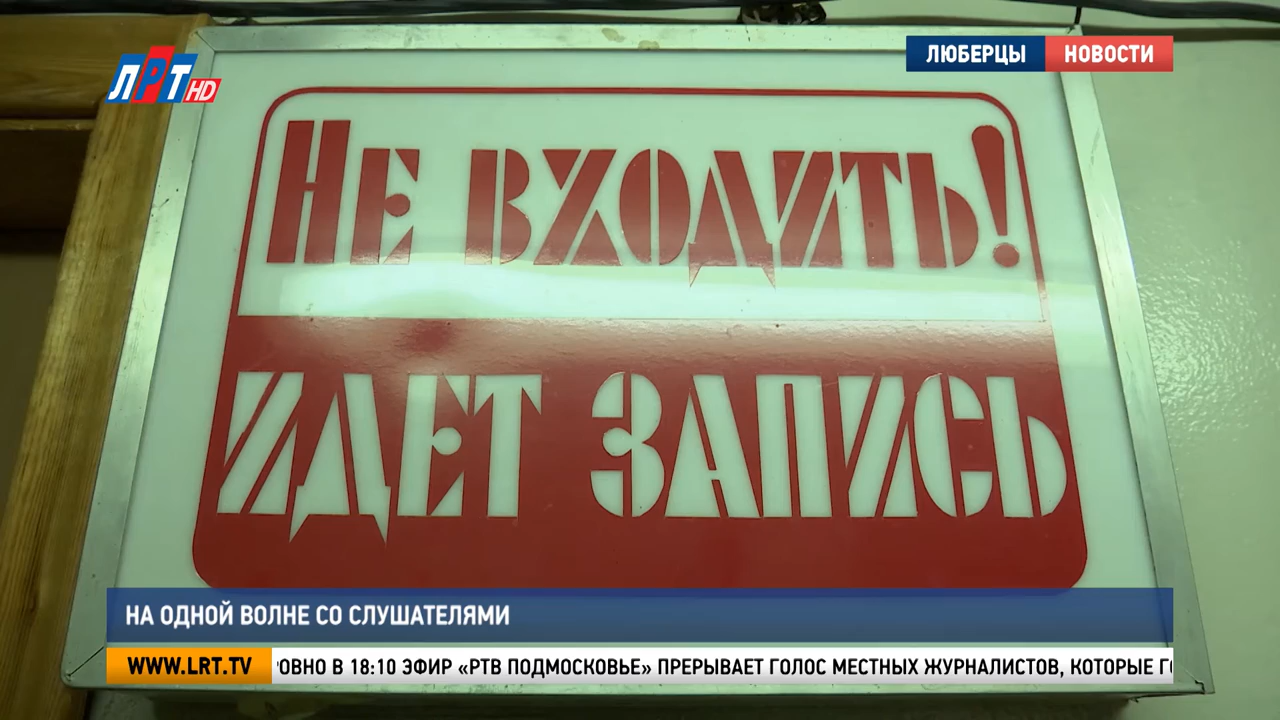 ЛРТ HD
ЛЮБЕРЦЫ НОВОСТИ
НЕ ВХОДИТЬ!
ИДЕТ ЗАПИСЬ
НА ОДНОЙ ВОЛНЕ СО СЛУШАТЕЛЯМИ
WWW.LRT.TV В 18:10 ЭФИР «РТВ ПОДМОСКОВЬЕ» ПРЕРЫВАЕТ ГОЛОС МЕСТНЫХ ЖУРНАЛИСТОВ, КОТОРЫЕ